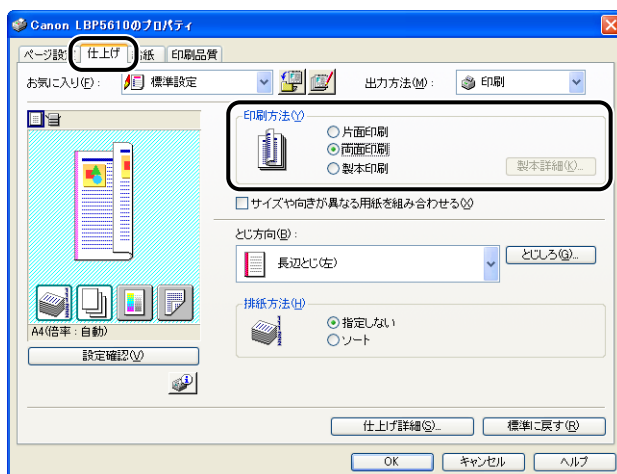 Canon LBP5610のプロパティ
ページ設定 仕上げ 給紙 印刷品質
お気に入り(F): 標準設定 出力方法(M): 印刷
印刷方法(Y)
片面印刷
両面印刷
製本印刷 製本詳細(K)...
サイズや向きが異なる用紙を組み合わせる(X)
とじ方向(B):
長辺とじ(左) とじしろ(G)...
排紙方法(H)
指定しない
ソート
A4(倍率:自動)
設定確認(V)
仕上げ詳細(S)... 標準に戻す(R)
OK キャンセル ヘルプ